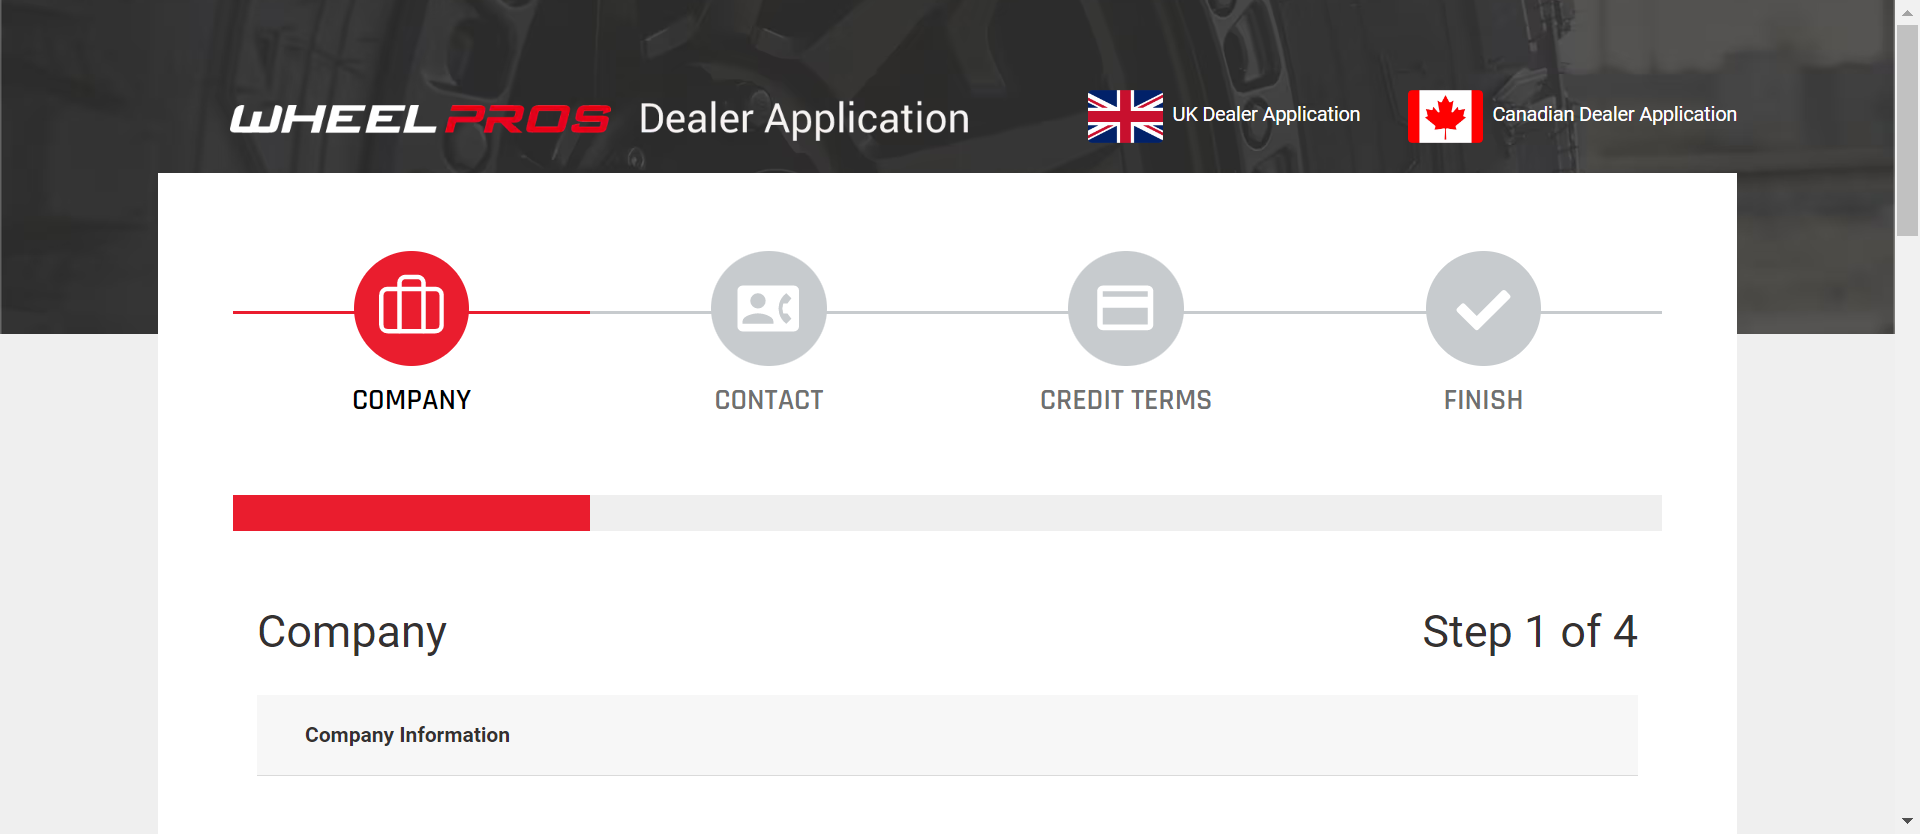 WHEEL PROS Dealer Application
UK Dealer Application
Canadian Dealer Application
COMPANY
CONTACT
CREDIT TERMS
FINISH
Company
Step 1 of 4
Company Information